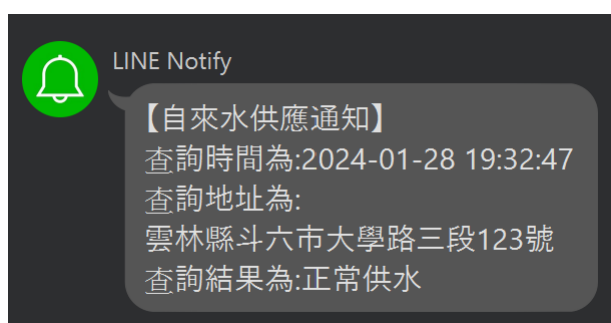 LINE Notify
【自來水供應通知】
查詢時間為:2024-01-28 19:32:47
查詢地址為:
雲林縣斗六市大學路三段123號
查詢結果為:正常供水